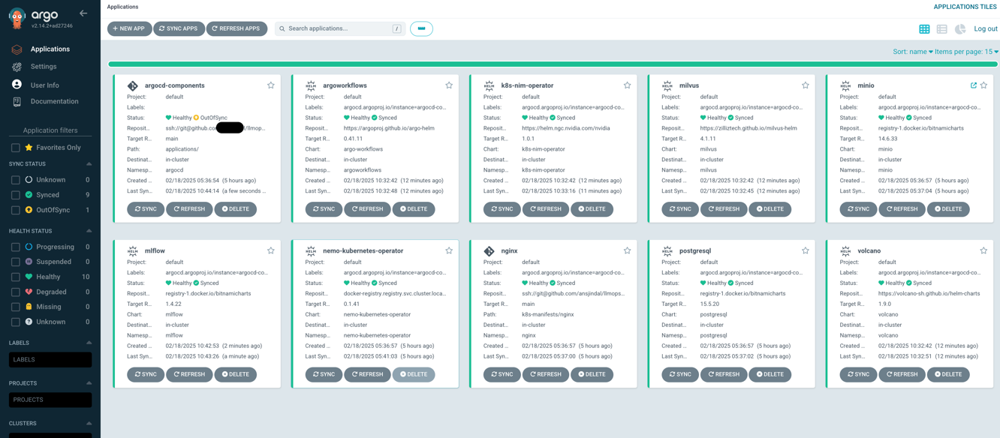 argo
v2.14.2+ad27246
Applications
Settings
User Info
Documentation
Application filters
Favorites Only
SYNC STATUS
Unknown 0
Synced 9
OutOfSync 1
HEALTH STATUS
Progressing 0
Suspended 0
Healthy 10
Degraded 0
Missing 0
Unknown 0
LABELS
LABELS
PROJECTS
PROJECTS
CLUSTERS
Applications
APPLICATIONS TILES
+ NEW APP SYNC APPS REFRESH APPS Search applications... /
Log out
Sort: name Items per page: 15
argocd-components
Project: default
Labels:
Status: Healthy OutOfSync
Reposit... ssh://git@github.co l/llmop...
Target R... main
Path: applications/
Destinat... in-cluster
Namesp... argocd
Created ... 02/18/2025 05:36:54 (5 hours ago)
Last Syn... 02/18/2025 10:44:14 (a few seconds ...
SYNC REFRESH DELETE
HELM argoworkflows
Project: default
Labels: argocd.argoproj.io/instance=argocd-co...
Status: Healthy Synced
Reposit... https://argoproj.github.io/argo-helm
Target R... 0.41.11
Chart: argo-workflows
Destinat... in-cluster
Namesp... argoworkflows
Created ... 02/18/2025 10:32:42 (12 minutes ago)
Last Syn... 02/18/2025 10:32:48 (12 minutes ago)
SYNC REFRESH DELETE
HELM k8s-nim-operator
Project: default
Labels: argocd.argoproj.io/instance=argocd-co...
Status: Healthy Synced
Reposit... https://helm.ngc.nvidia.com/nvidia
Target R... 1.0.1
Chart: k8s-nim-operator
Destinat... in-cluster
Namesp... k8s-nim-operator
Created ... 02/18/2025 10:32:42 (12 minutes ago)
Last Syn... 02/18/2025 10:33:16 (11 minutes ago)
SYNC REFRESH DELETE
HELM milvus
Project: default
Labels: argocd.argoproj.io/instance=argocd-co...
Status: Healthy Synced
Reposit... https://zilliztech.github.io/milvus-helm
Target R... 4.1.11
Chart: milvus
Destinat... in-cluster
Namesp... milvus
Created ... 02/18/2025 10:32:42 (12 minutes ago)
Last Syn... 02/18/2025 10:32:45 (12 minutes ago)
SYNC REFRESH DELETE
HELM minio
Project: default
Labels: argocd.argoproj.io/instance=argocd-co...
Status: Healthy Synced
Reposit... registry-1.docker.io/bitnamicharts
Target R... 14.6.33
Chart: minio
Destinat... in-cluster
Namesp... minio
Created ... 02/18/2025 05:36:57 (5 hours ago)
Last Syn... 02/18/2025 05:37:04 (5 hours ago)
SYNC REFRESH DELETE
HELM mlflow
Project: default
Labels: argocd.argoproj.io/instance=argocd-co...
Status: Healthy Synced
Reposit... registry-1.docker.io/bitnamicharts
Target R... 1.4.22
Chart: mlflow
Destinat... in-cluster
Namesp... mlflow
Created ... 02/18/2025 10:42:53 (2 minutes ago)
Last Syn... 02/18/2025 10:43:26 (a minute ago)
SYNC REFRESH DELETE
HELM nemo-kubernetes-operator
Project: default
Labels: argocd.argoproj.io/instance=argocd-co...
Status: Healthy Synced
Reposit... docker-registry.registry.svc.cluster.loca...
Target R... 0.1.41
Chart: nemo-kubernetes-operator
Destinat... in-cluster
Namesp... nemo-kubernetes-operator
Created ... 02/18/2025 05:36:57 (5 hours ago)
Last Syn... 02/18/2025 05:41:03 (5 hours ago)
SYNC REFRESH DELETE
nginx
Project: default
Labels: argocd.argoproj.io/instance=argocd-co...
Status: Healthy Synced
Reposit... ssh://git@github.com/ansjindal/llmops...
Target R... main
Path: k8s-manifests/nginx
Destinat... in-cluster
Namesp... nginx
Created ... 02/18/2025 05:36:57 (5 hours ago)
Last Syn... 02/18/2025 05:37:00 (5 hours ago)
SYNC REFRESH DELETE
HELM postgresql
Project: default
Labels: argocd.argoproj.io/instance=argocd-co...
Status: Healthy Synced
Reposit... registry-1.docker.io/bitnamicharts
Target R... 15.5.20
Chart: postgresql
Destinat... in-cluster
Namesp... postgresql
Created ... 02/18/2025 05:36:57 (5 hours ago)
Last Syn... 02/18/2025 05:37:02 (5 hours ago)
SYNC REFRESH DELETE
HELM volcano
Project: default
Labels: argocd.argoproj.io/instance=argocd-co...
Status: Healthy Synced
Reposit... https://volcano-sh.github.io/helm-charts
Target R... 1.9.0
Chart: volcano
Destinat... in-cluster
Namesp... volcano
Created ... 02/18/2025 10:32:42 (12 minutes ago)
Last Syn... 02/18/2025 10:32:51 (12 minutes ago)
SYNC REFRESH DELETE